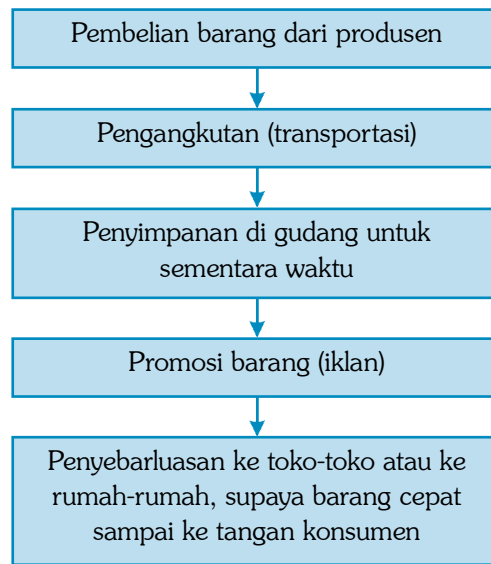 Pembelian barang dari produsen
Pengangkutan (transportasi)
Penyimpanan di gudang untuk
sementara waktu
Promosi barang (iklan)
Penyebarluasan ke toko-toko atau ke
rumah-rumah, supaya barang cepat
sampai ke tangan konsumen